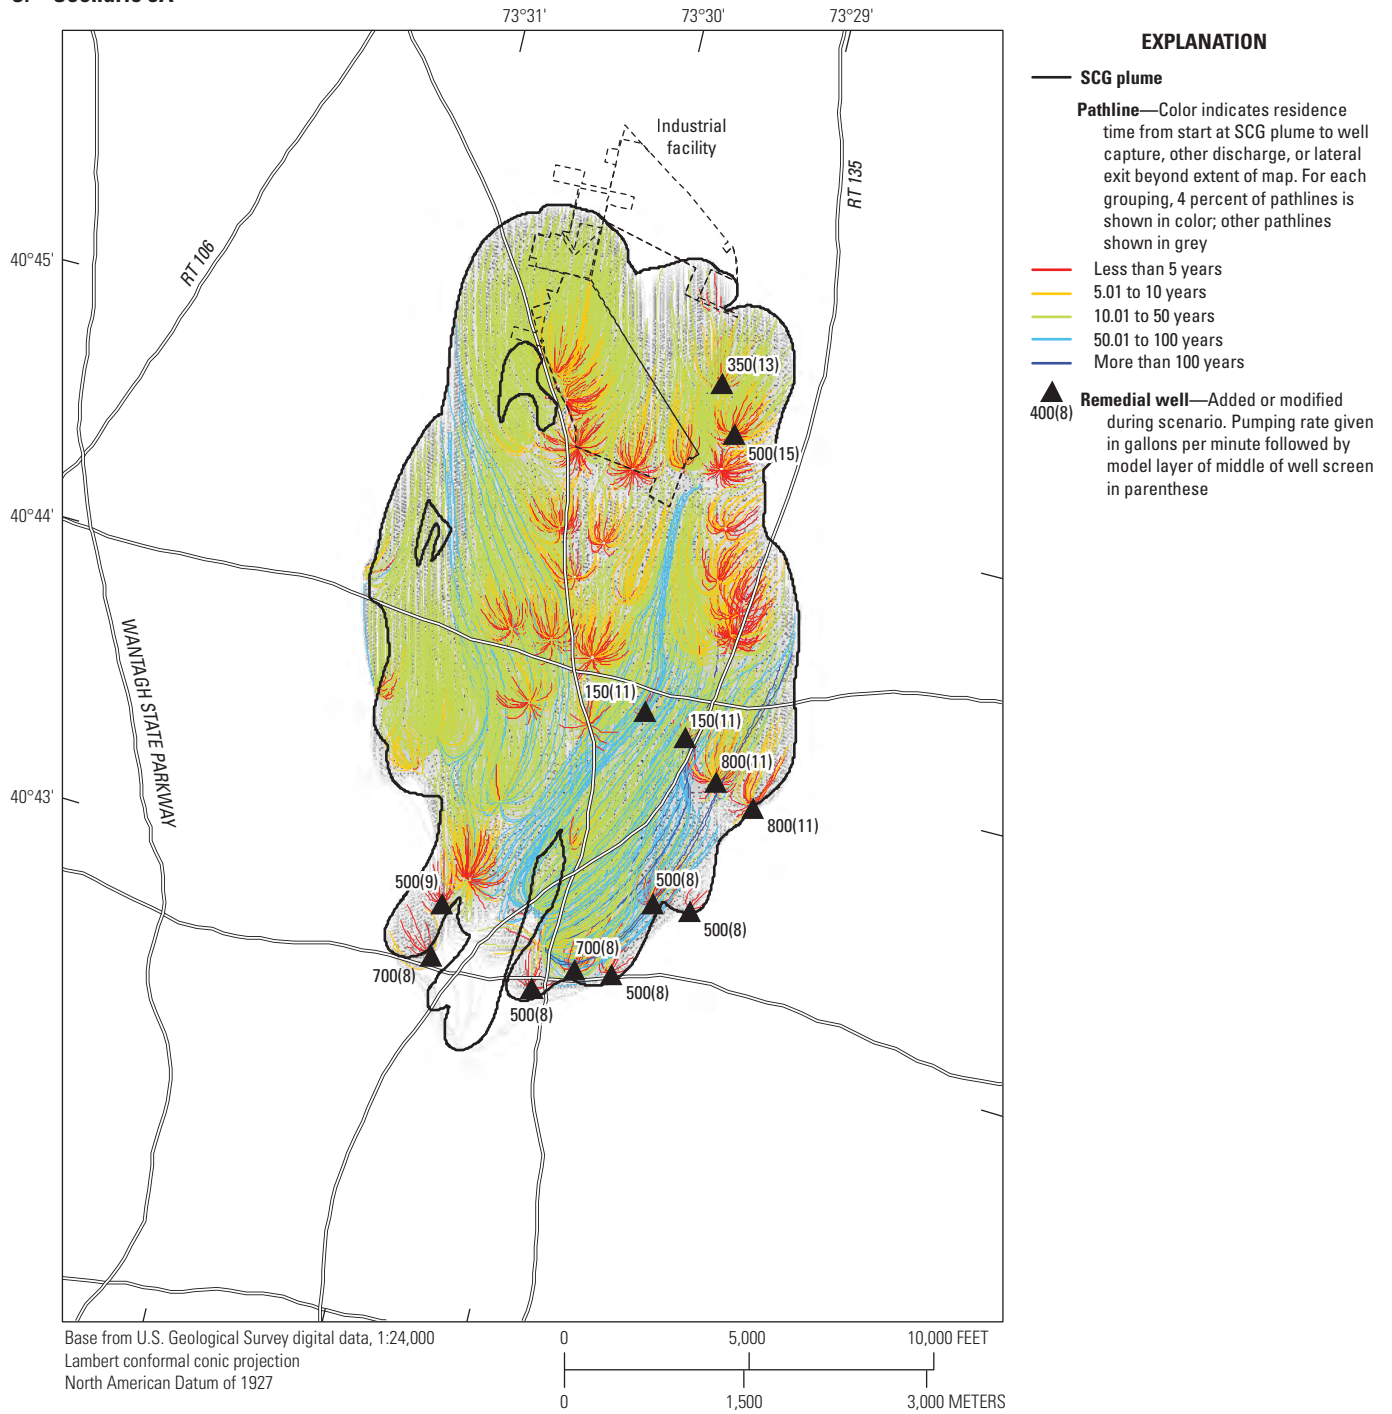 73°31'
73°30'
73°29'
EXPLANATION
SCG plume
Pathline—Color indicates residence
time from start at SCG plume to well
capture, other discharge, or lateral
exit beyond extent of map. For each
grouping, 4 percent of pathlines is
shown in color; other pathlines
shown in grey
Less than 5 years
5.01 to 10 years
10.01 to 50 years
50.01 to 100 years
More than 100 years
400(8)
Remedial well—Added or modified
during scenario. Pumping rate given
in gallons per minute followed by
model layer of middle of well screen
in parenthese
Industrial
facility
RT 135
RT 106
40°45'
350(13)
500(15)
40°44'
WANTAGH STATE PARKWAY
150(11)
150(11)
800(11)
40°43'
800(11)
500(9)
500(8)
500(8)
700(8)
700(8)
500(8)
500(8)
Base from U.S. Geological Survey digital data, 1:24,000
Lambert conformal conic projection
North American Datum of 1927
0
5,000
10,000 FEET
0
1,500
3,000 METERS